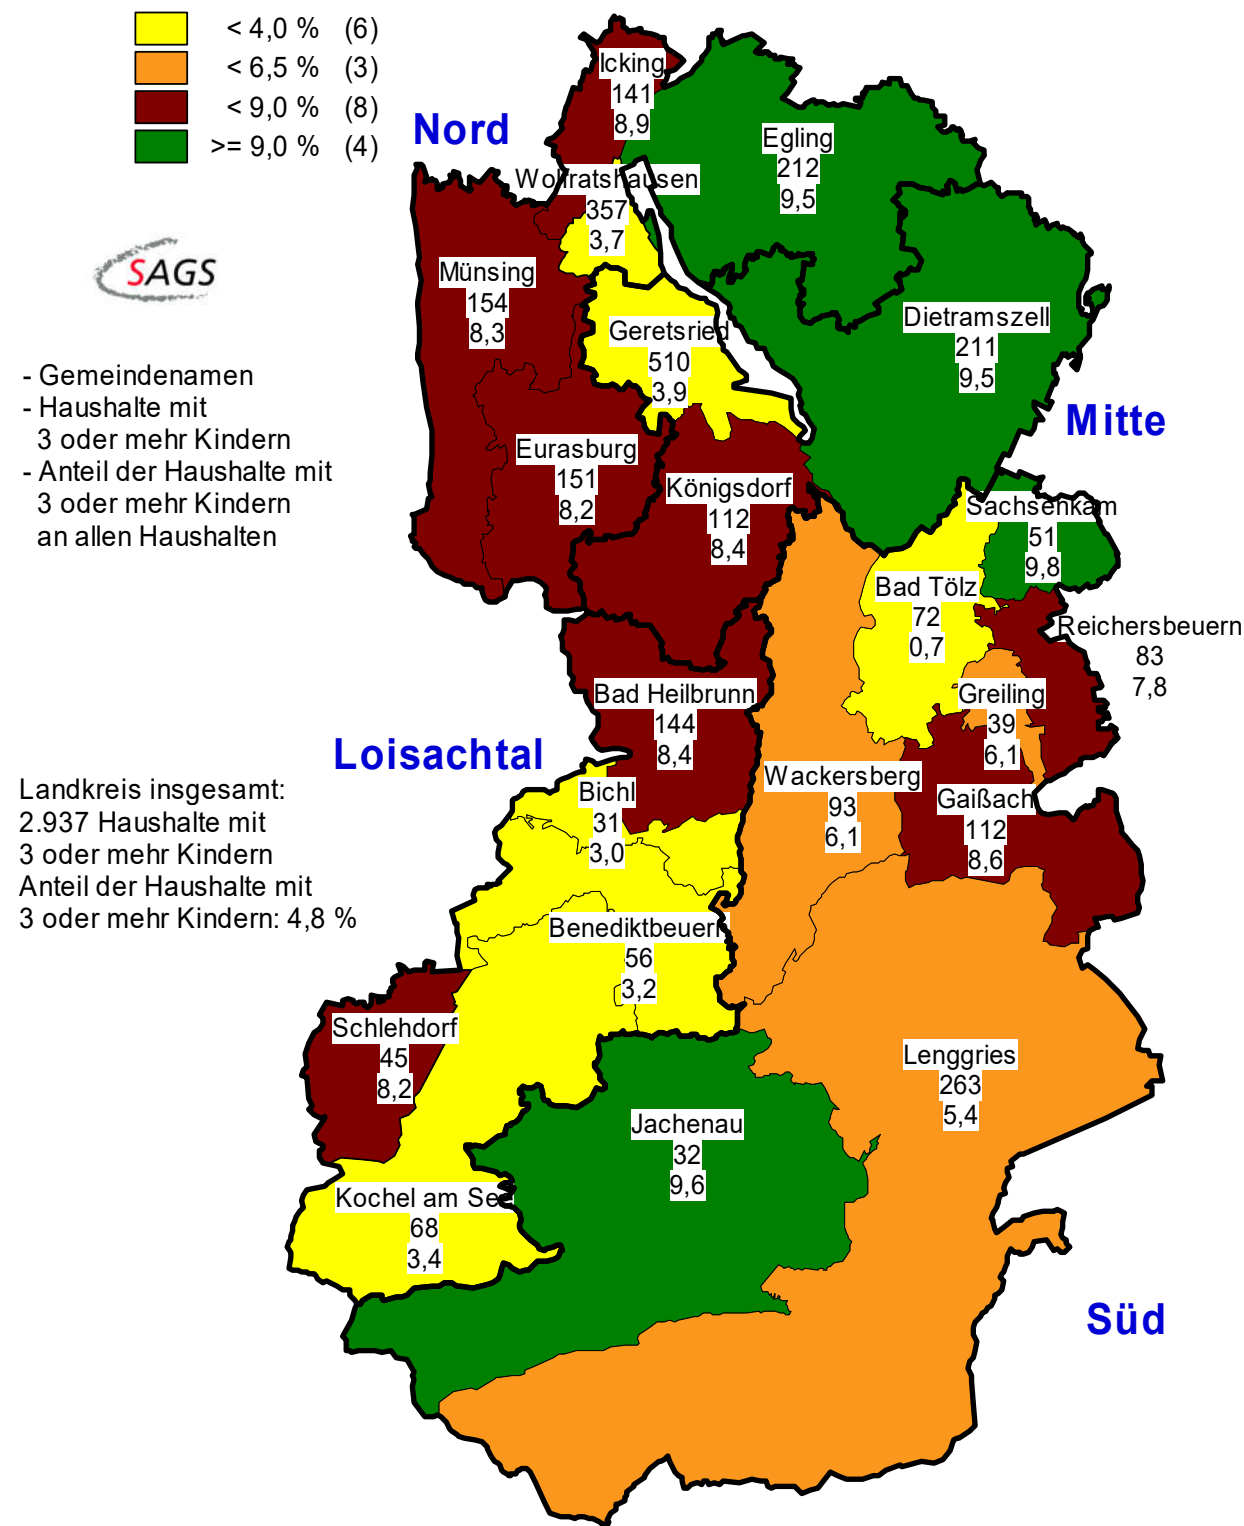 < 4,0 % (6)
< 6,5 % (3)
< 9,0 % (8)
>= 9,0 % (4)
SAGS
- Gemeindenamen
- Haushalte mit
3 oder mehr Kindern
- Anteil der Haushalte mit
3 oder mehr Kindern
an allen Haushalten
Landkreis insgesamt:
2.937 Haushalte mit
3 oder mehr Kindern
Anteil der Haushalte mit
3 oder mehr Kindern: 4,8 %
Nord
Mitte
Loisachtal
Süd
Icking
141
8,9
Egling
212
9,5
Wolfratshausen
357
3,7
Münsing
154
8,3
Geretsried
510
3,9
Dietramszell
211
9,5
Eurasburg
151
8,2
Königsdorf
112
8,4
Sachsenkam
51
9,8
Bad Tölz
72
0,7
Reichersbeuern
83
7,8
Bad Heilbrunn
144
8,4
Greiling
39
6,1
Wackersberg
93
6,1
Gaißach
112
8,6
Bichl
31
3,0
Benediktbeuern
56
3,2
Schlehdorf
45
8,2
Lenggries
263
5,4
Jachenau
32
9,6
Kochel am See
68
3,4